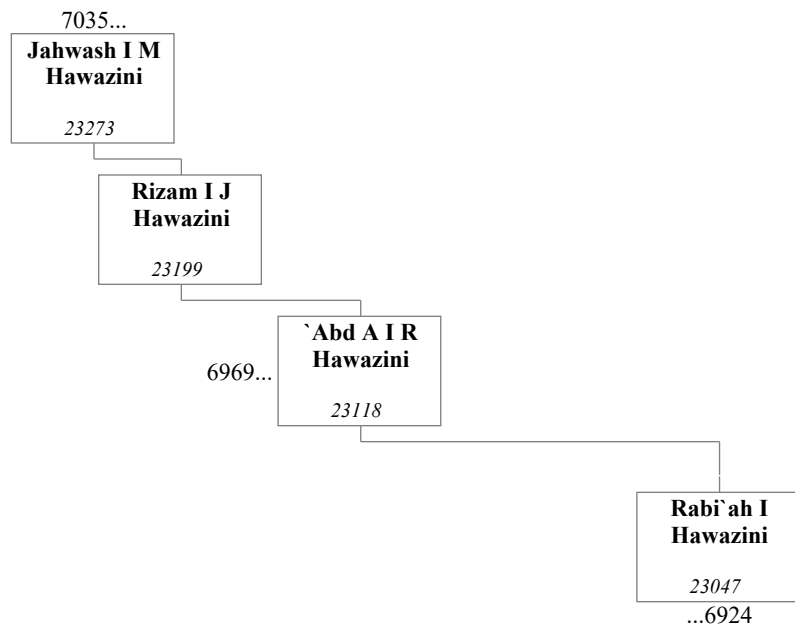 7035...
Jahwash I M
Hawazini
23273
Rizam I J
Hawazini
23199
`Abd A I R
Hawazini
6969...
23118
Rabi`ah I
Hawazini
23047
...6924